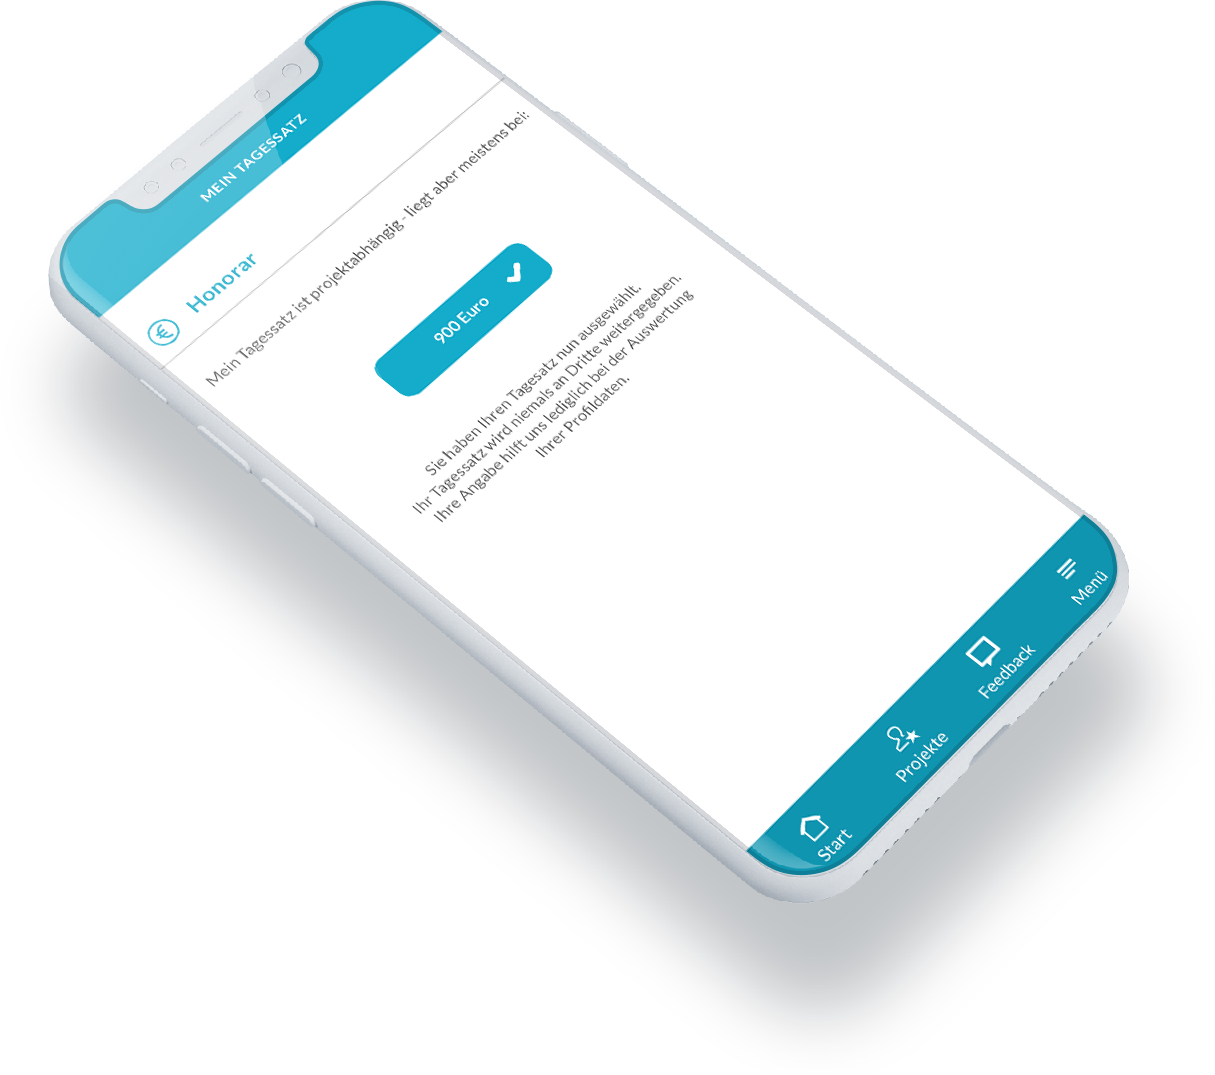 MEIN TAGESSATZ
Honorar
Mein Tagessatz ist projektabhängig - liegt aber meistens bei:
900 Euro
Sie haben Ihren Tagesatz nun ausgewählt.
Ihr Tagessatz wird niemals an Dritte weitergegeben.
Ihre Angabe hilft uns lediglich bei der Auswertung
Ihrer Profildaten.
Start
Projekte
Feedback
Menü